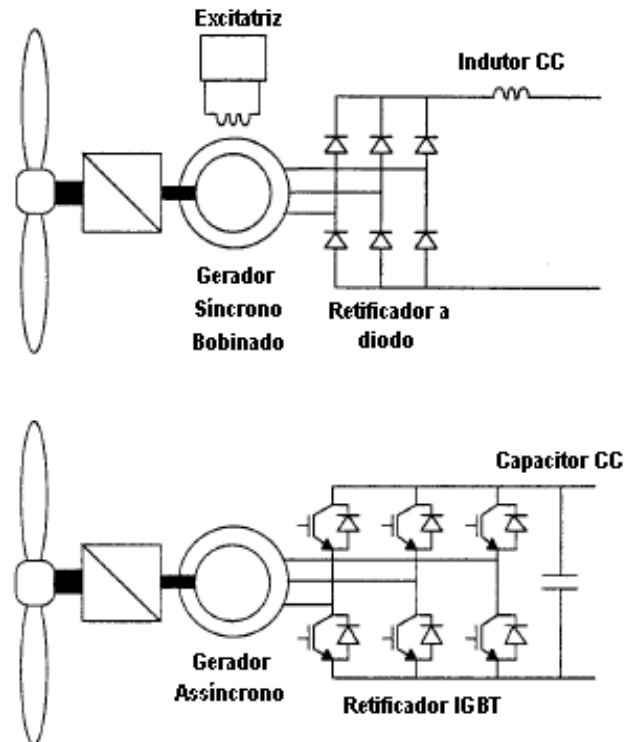 Excitatriz
Indutor CC
Gerador
Síncrono
Bobinado
Retificador a
diodo
Capacitor CC
Gerador
Assíncrono
Retificador IGBT